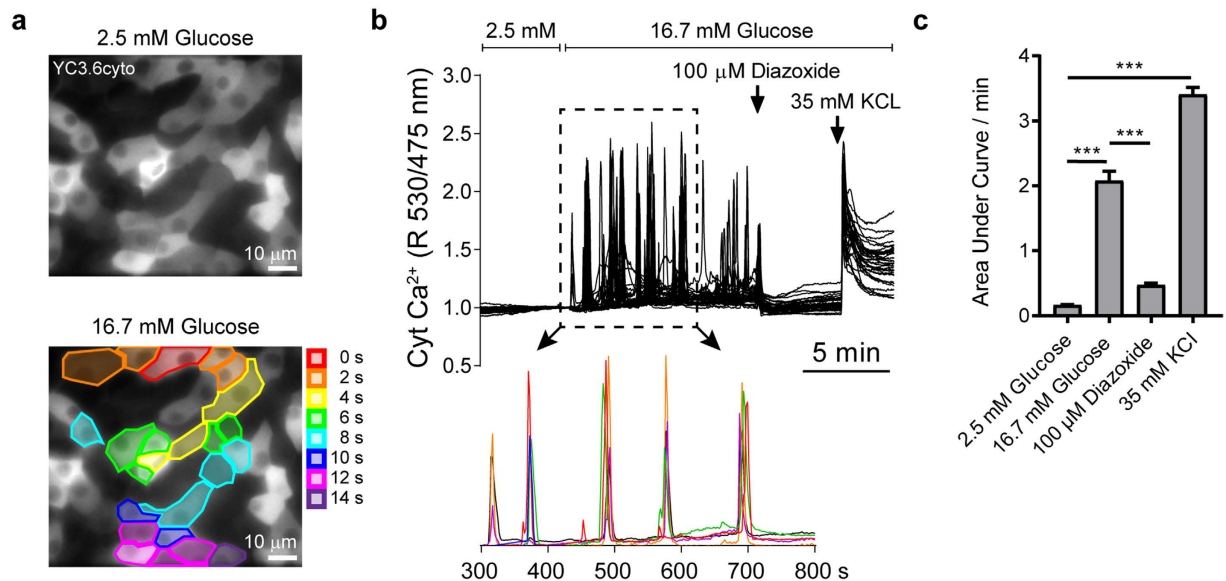 a
2.5 mM Glucose
YC3.6cyto
10 μm
16.7 mM Glucose
0 s
2 s
4 s
6 s
8 s
10 s
12 s
14 s
10 μm
b
2.5 mM
16.7 mM Glucose
100 μM Diazoxide
35 mM KCL
Cyt Ca²⁺ (R 530/475 nm)
3.0
2.5
2.0
1.5
1.0
0.5
5 min
300 400 500 600 700 800 s
c
Area Under Curve / min
4
3
2
1
0
***
***
***
2.5 mM Glucose
16.7 mM Glucose
100 μM Diazoxide
35 mM KCl